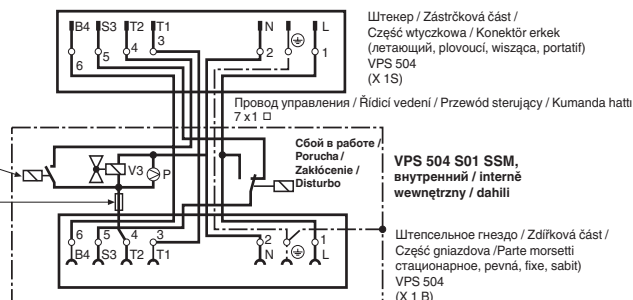 B4 S3 T2 T1 N L
6 5 4 3 2 1
Штекер / Zástrčková část /
Część wtyczkowa / Konektör erkek
(летающий, plovoucí, wisząca, portatif)
VPS 504
(X 1S)
Провод управления / Řídicí vedení / Przewód sterujący / Kumanda hattı
7 x 1 □
Сбой в работе /
Porucha /
Zakłócenie /
Disturbo
VPS 504 S01 SSM,
внутренний / interně
wewnętrzny / dahili
V3 P
6 5 4 3 2 1
B4 S3 T2 T1 N L
Штепсельное гнездо / Zdířková část /
Część gniazdova /Parte morsetti
стационарное, pevná, fixe, sabit)
VPS 504
(X 1 B)